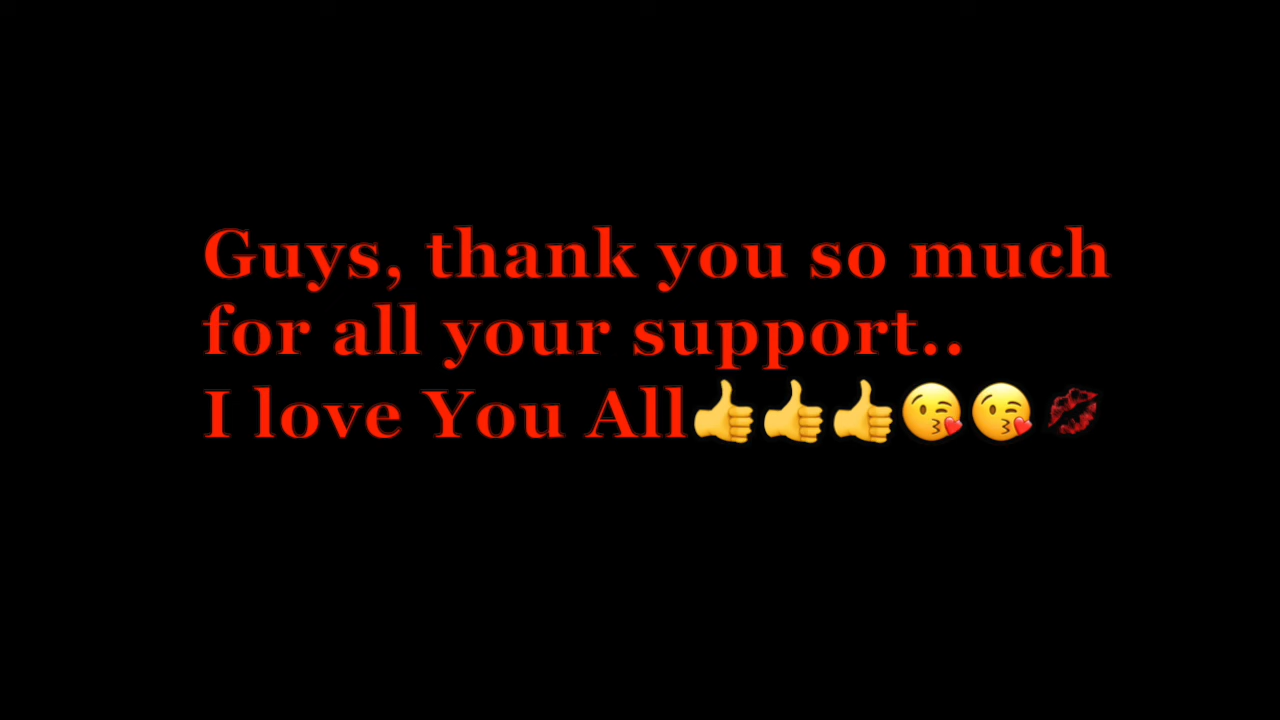 Guys, thank you so much
for all your support..
I love You All👍👍👍😘😘💋